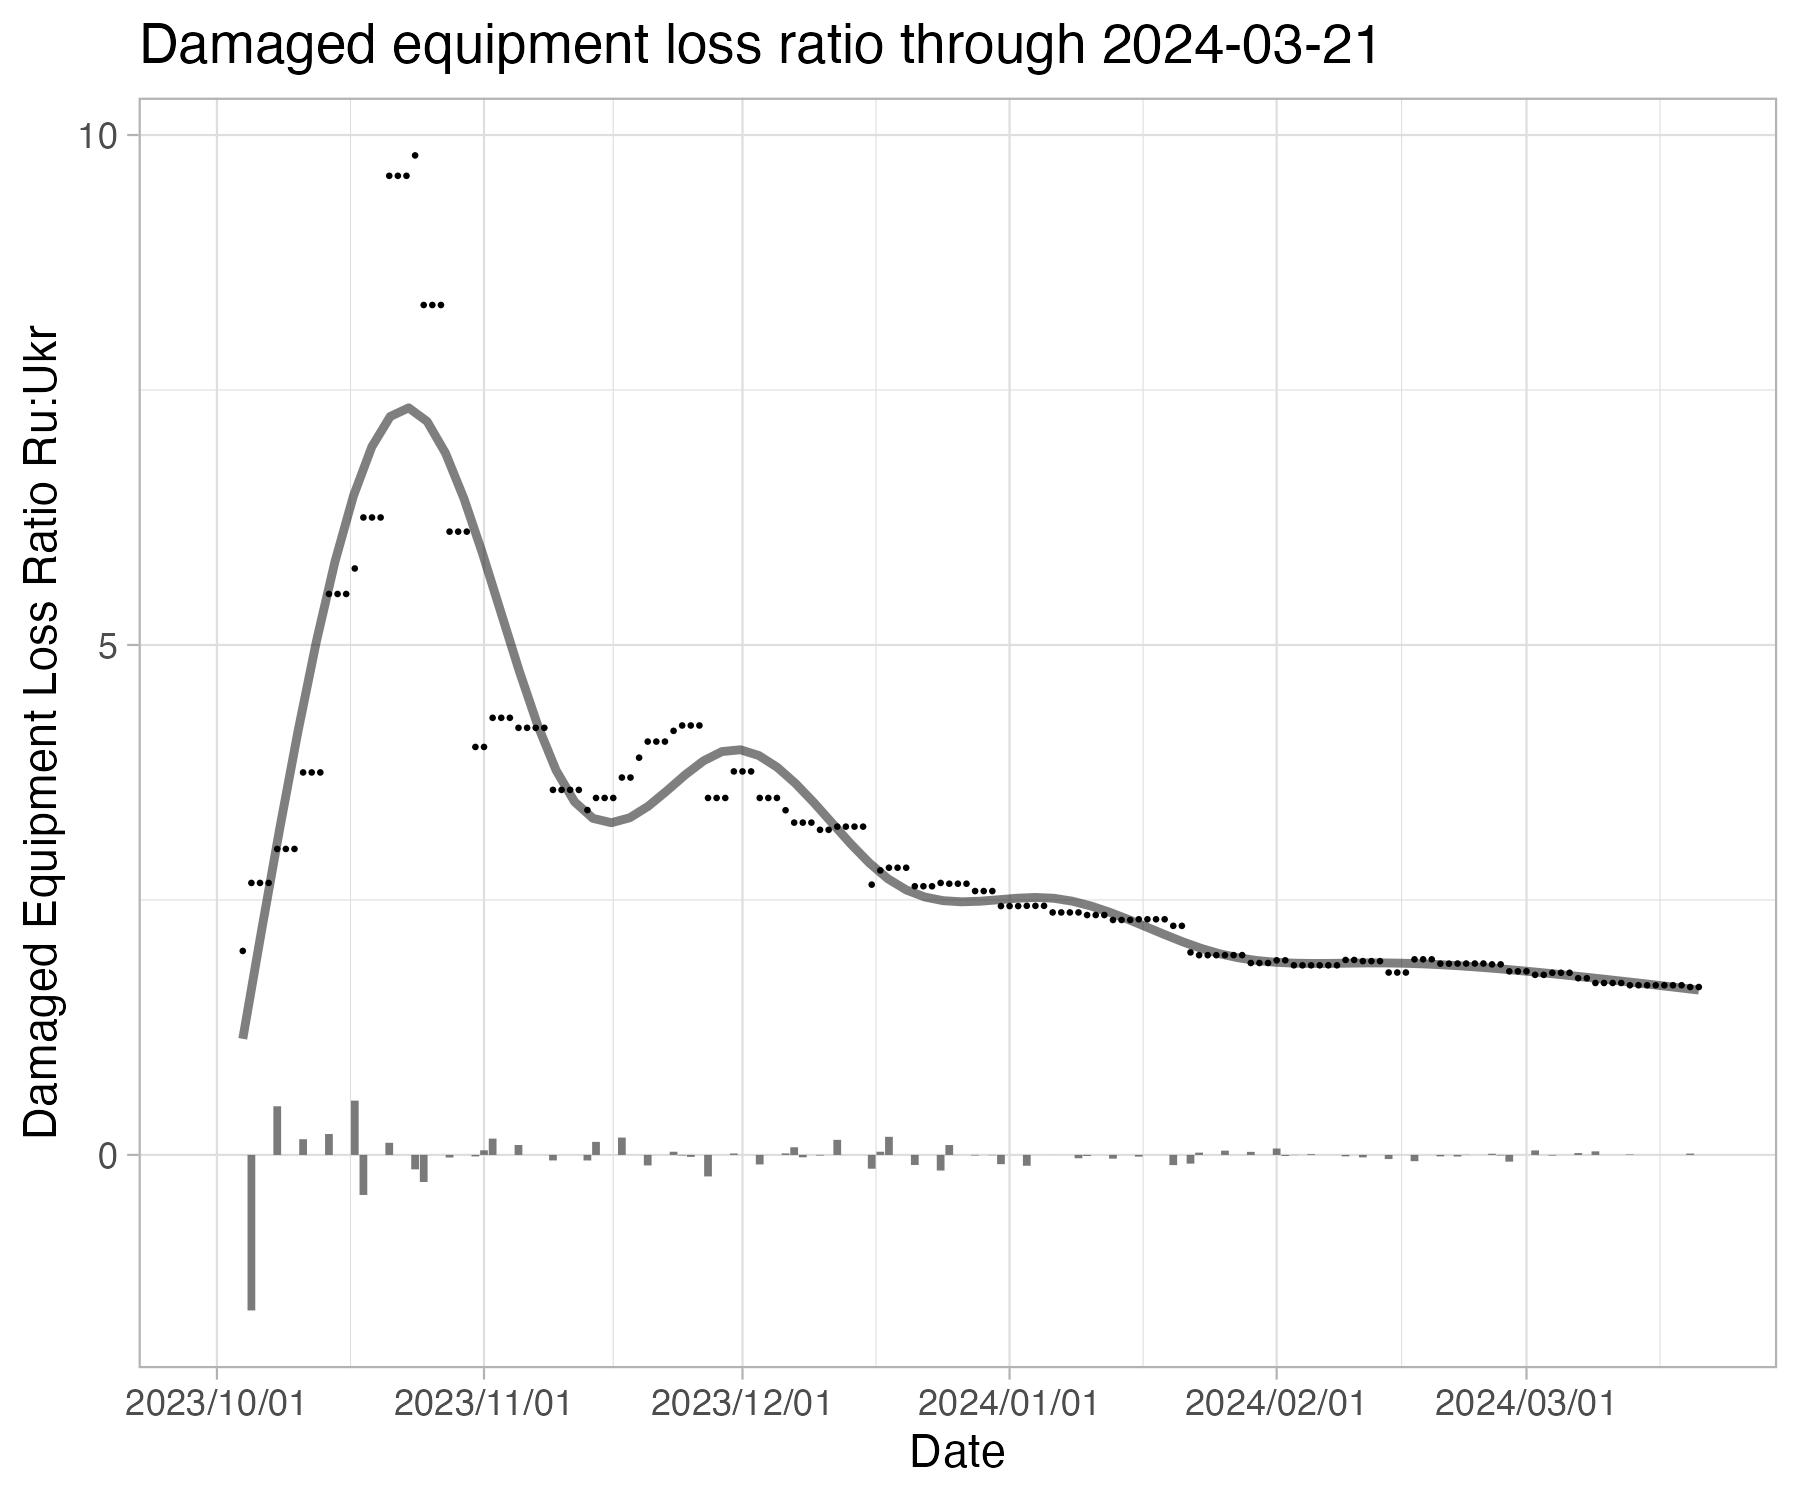 Damaged equipment loss ratio through 2024-03-21
Damaged Equipment Loss Ratio Ru:Ukr
10
5
0
2023/10/01 2023/11/01 2023/12/01 2024/01/01 2024/02/01 2024/03/01
Date